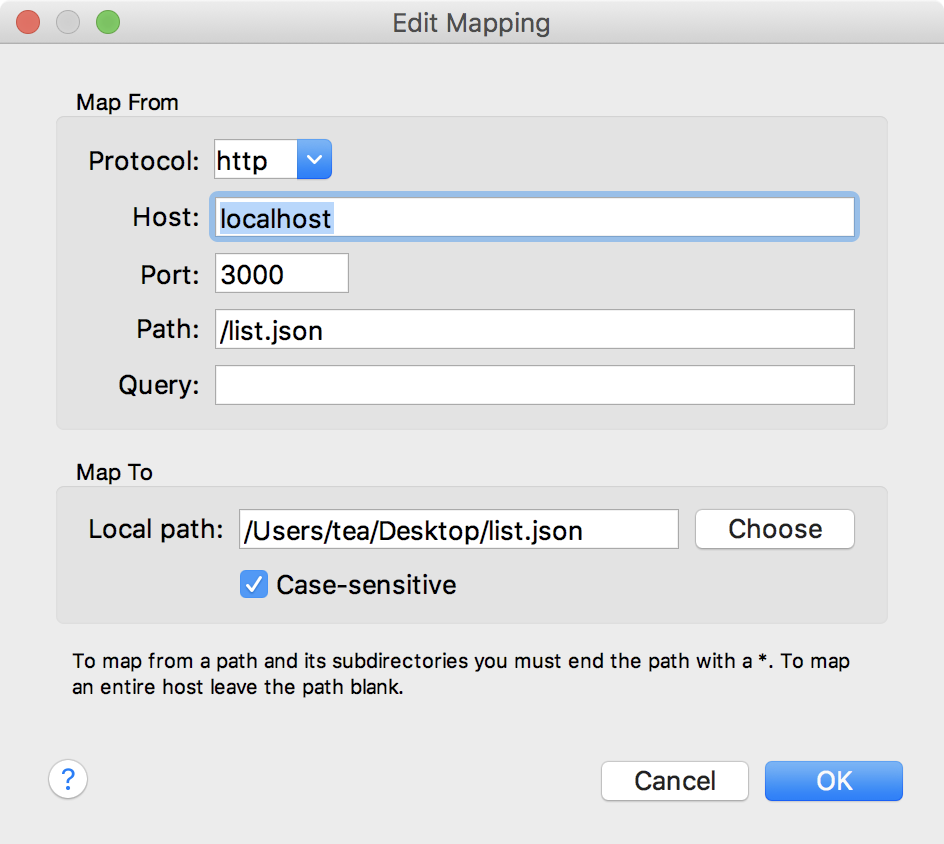 Edit Mapping
Map From
Protocol: http
Host: localhost
Port: 3000
Path: /list.json
Query:
Map To
Local path: /Users/tea/Desktop/list.json Choose
Case-sensitive
To map from a path and its subdirectories you must end the path with a *. To map
an entire host leave the path blank.
? Cancel OK